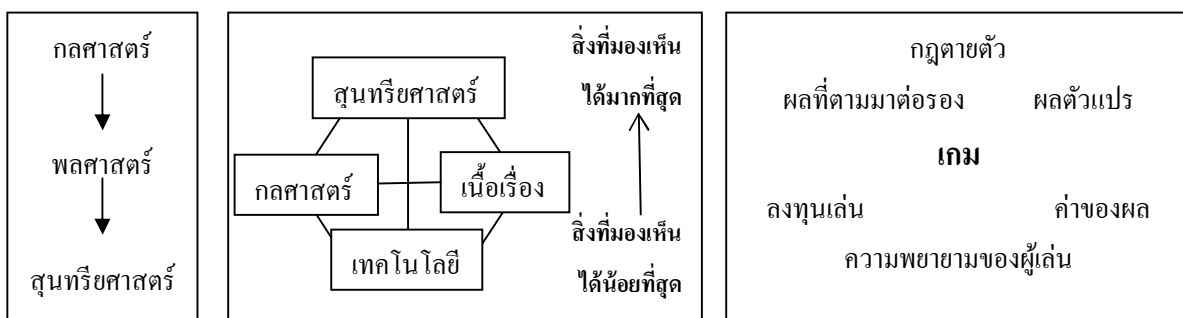 กลศาสตร์
พลศาสตร์
สุนทรียศาสตร์
สุนทรียศาสตร์
กลศาสตร์
เนื้อเรื่อง
เทคโนโลยี
สิ่งที่มองเห็น
ได้มากที่สุด
สิ่งที่มองเห็น
ได้น้อยที่สุด
กฎตายตัว
ผลที่ตามมาต่อรอง ผลตัวแปร
เกม
ลงทุนเล่น ค่าของผล
ความพยายามของผู้เล่น